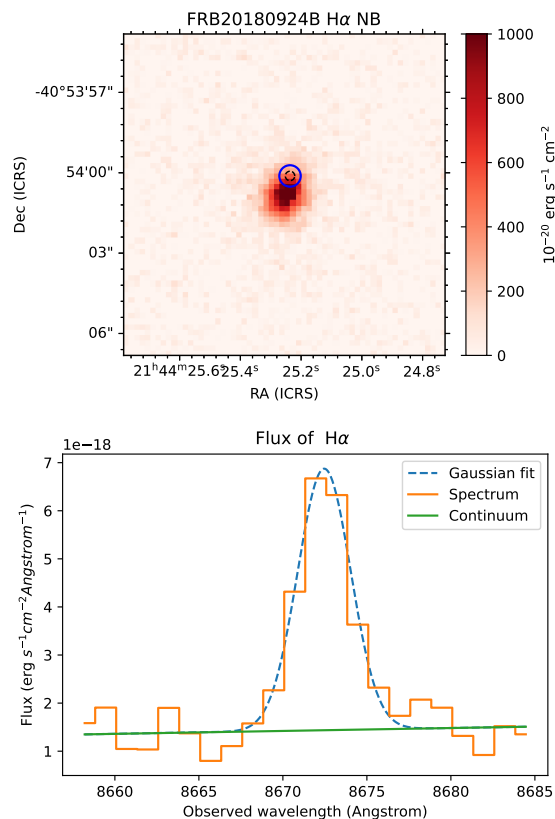 FRB20180924B Hα NB
-40°53'57"
54'00"
03"
06"
Dec (ICRS)
21ʰ44ᵐ25.6ˢ 25.4ˢ 25.2ˢ 25.0ˢ 24.8ˢ
RA (ICRS)
1000
800
600
400
200
0
10⁻²⁰ erg s⁻¹ cm⁻²
Flux of Hα
1e−18
7
6
5
4
3
2
1
Flux (erg s⁻¹cm⁻²Angstrom⁻¹)
Gaussian fit
Spectrum
Continuum
8660 8665 8670 8675 8680 8685
Observed wavelength (Angstrom)